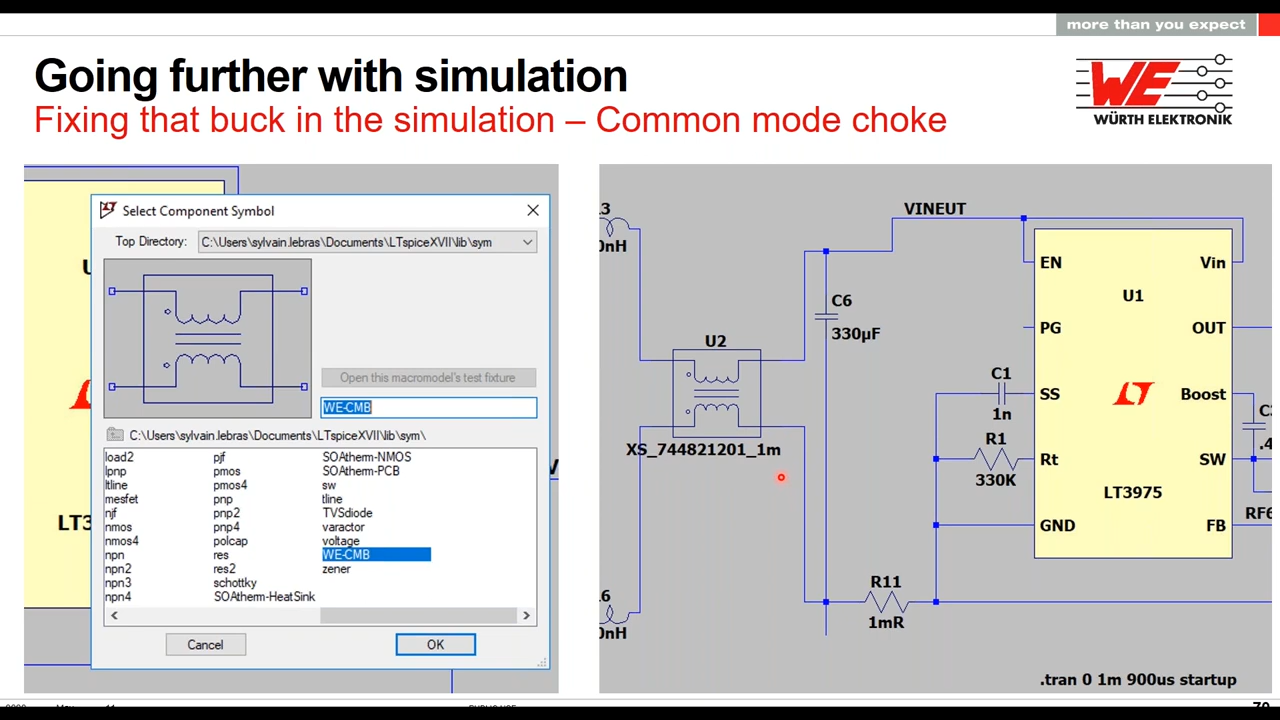 more than you expect
Going further with simulation
Fixing that buck in the simulation – Common mode choke
WE
WÜRTH ELEKTRONIK
Select Component Symbol
Top Directory: C:\Users\sylvain.lebras\Documents\LTspiceXVII\lib\sym
Open this macromodel's test fixture
WE-CMB
C:\Users\sylvain.lebras\Documents\LTspiceXVII\lib\sym\
load2 pjf SOAtherm-NMOS
lpnp pmos SOAtherm-PCB
ltline pmos4 sw
mesfet pnp tline
njf pnp2 TVSdiode
nmos pnp4 varactor
nmos4 polcap voltage
npn res WE-CMB
npn2 res2 zener
npn3 schottky
npn4 SOAtherm-HeatSink
Cancel OK
LT3
VINEUT
C6
330µF
U2
XS_744821201_1m
EN Vin
U1
PG OUT
C1
1n
SS Boost
R1
330K
Rt SW
LT3975
GND FB
RF6
R11
1mR
.tran 0 1m 900us startup